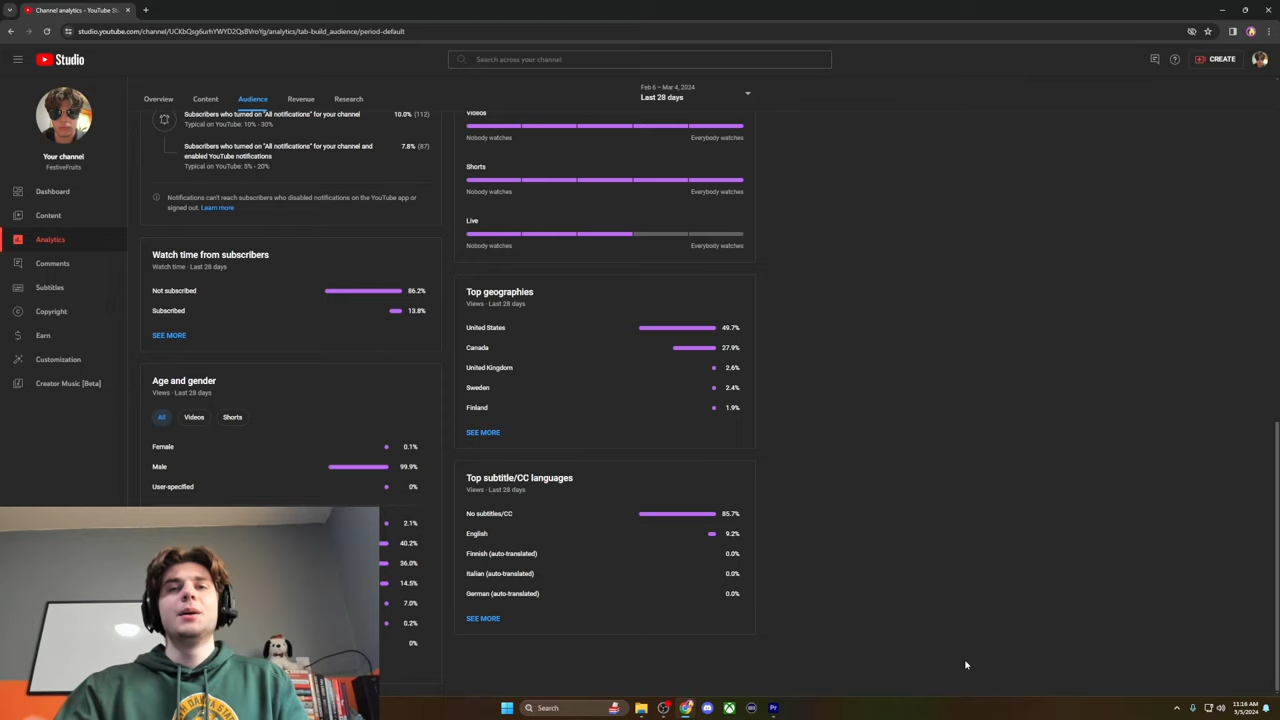 Channel analytics - YouTube St
studio.youtube.com/channel/UCKbQsg6urhYWYD2QsBVroYg/analytics/tab-build_audience/period-default
Studio
Search across your channel
CREATE
Overview
Content
Audience
Revenue
Research
Feb 6 – Mar 4, 2024
Last 28 days
Your channel
FestiveFruits
Dashboard
Content
Analytics
Comments
Subtitles
Copyright
Earn
Customization
Creator Music [Beta]
Subscribers who turned on "All notifications" for your channel 10.0% (112)
Typical on YouTube: 10% - 30%
Subscribers who turned on "All notifications" for your channel and 7.8% (87)
enabled YouTube notifications
Typical on YouTube: 5% - 20%
Notifications can't reach subscribers who disabled notifications on the YouTube app or
signed out. Learn more
Watch time from subscribers
Watch time · Last 28 days
Not subscribed 86.2%
Subscribed 13.8%
SEE MORE
Age and gender
Views · Last 28 days
All Videos Shorts
Female 0.1%
Male 99.9%
User-specified 0%
2.1%
40.2%
36.0%
14.5%
7.0%
0.2%
0%
Videos
Nobody watches Everybody watches
Shorts
Nobody watches Everybody watches
Live
Nobody watches Everybody watches
Top geographies
Views · Last 28 days
United States 49.7%
Canada 27.9%
United Kingdom 2.6%
Sweden 2.4%
Finland 1.9%
SEE MORE
Top subtitle/CC languages
Views · Last 28 days
No subtitles/CC 85.7%
English 9.2%
Finnish (auto-translated) 0.0%
Italian (auto-translated) 0.0%
German (auto-translated) 0.0%
SEE MORE
Search
Pr
11:16 AM
3/5/2024